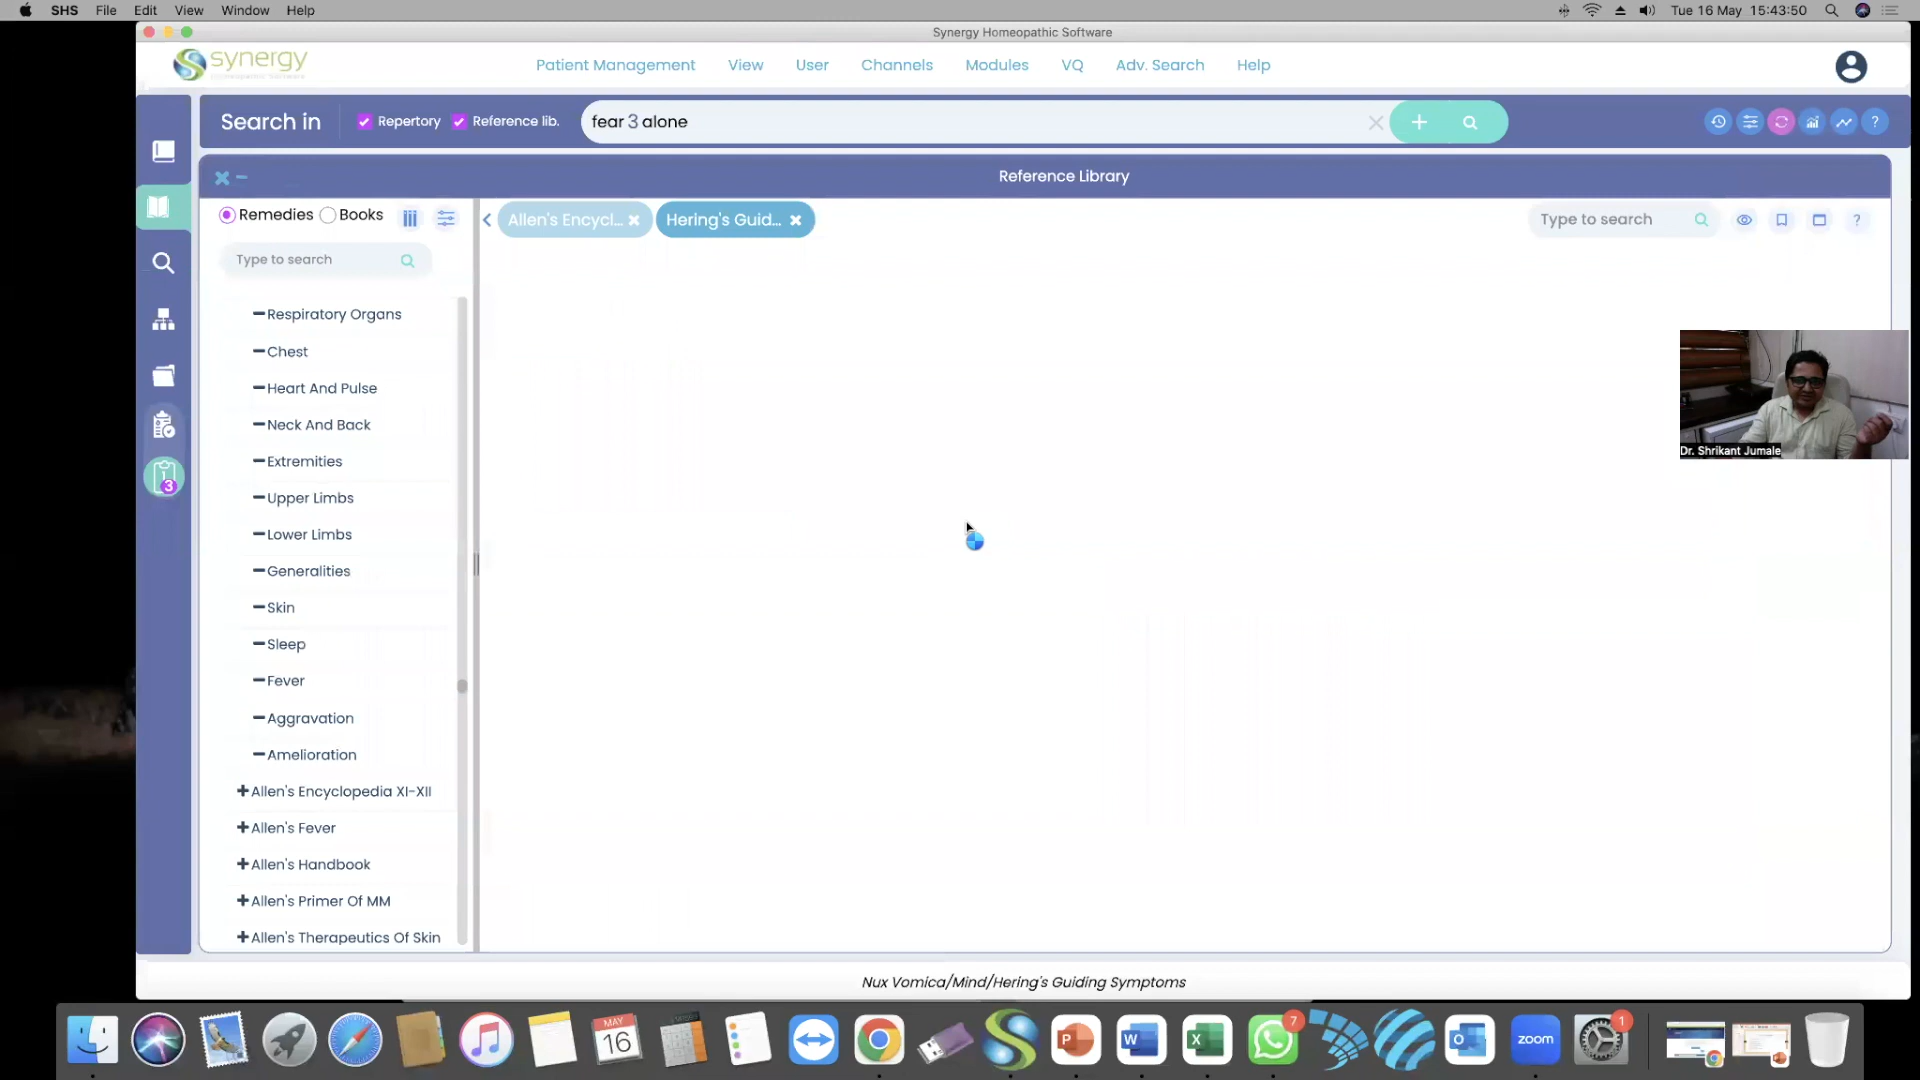 SHS File Edit View Window Help Tue 16 May 15:43:50
Synergy Homeopathic Software
synergy
Patient Management View User Channels Modules VQ Adv. Search Help
Search in Repertory Reference lib. fear 3 alone
Reference Library
Remedies Books
Allen's Encycl... Hering's Guid... Type to search
Type to search
Respiratory Organs
Chest
Heart And Pulse
Neck And Back
Extremities
Upper Limbs
Lower Limbs
Generalities
Skin
Sleep
Fever
Aggravation
Amelioration
Allen's Encyclopedia XI-XII
Allen's Fever
Allen's Handbook
Allen's Primer Of MM
Allen's Therapeutics Of Skin
3
Dr. Shrikant Jumale
Nux Vomica/Mind/Hering's Guiding Symptoms
MAY
16
P
W
X
7
zoom
1